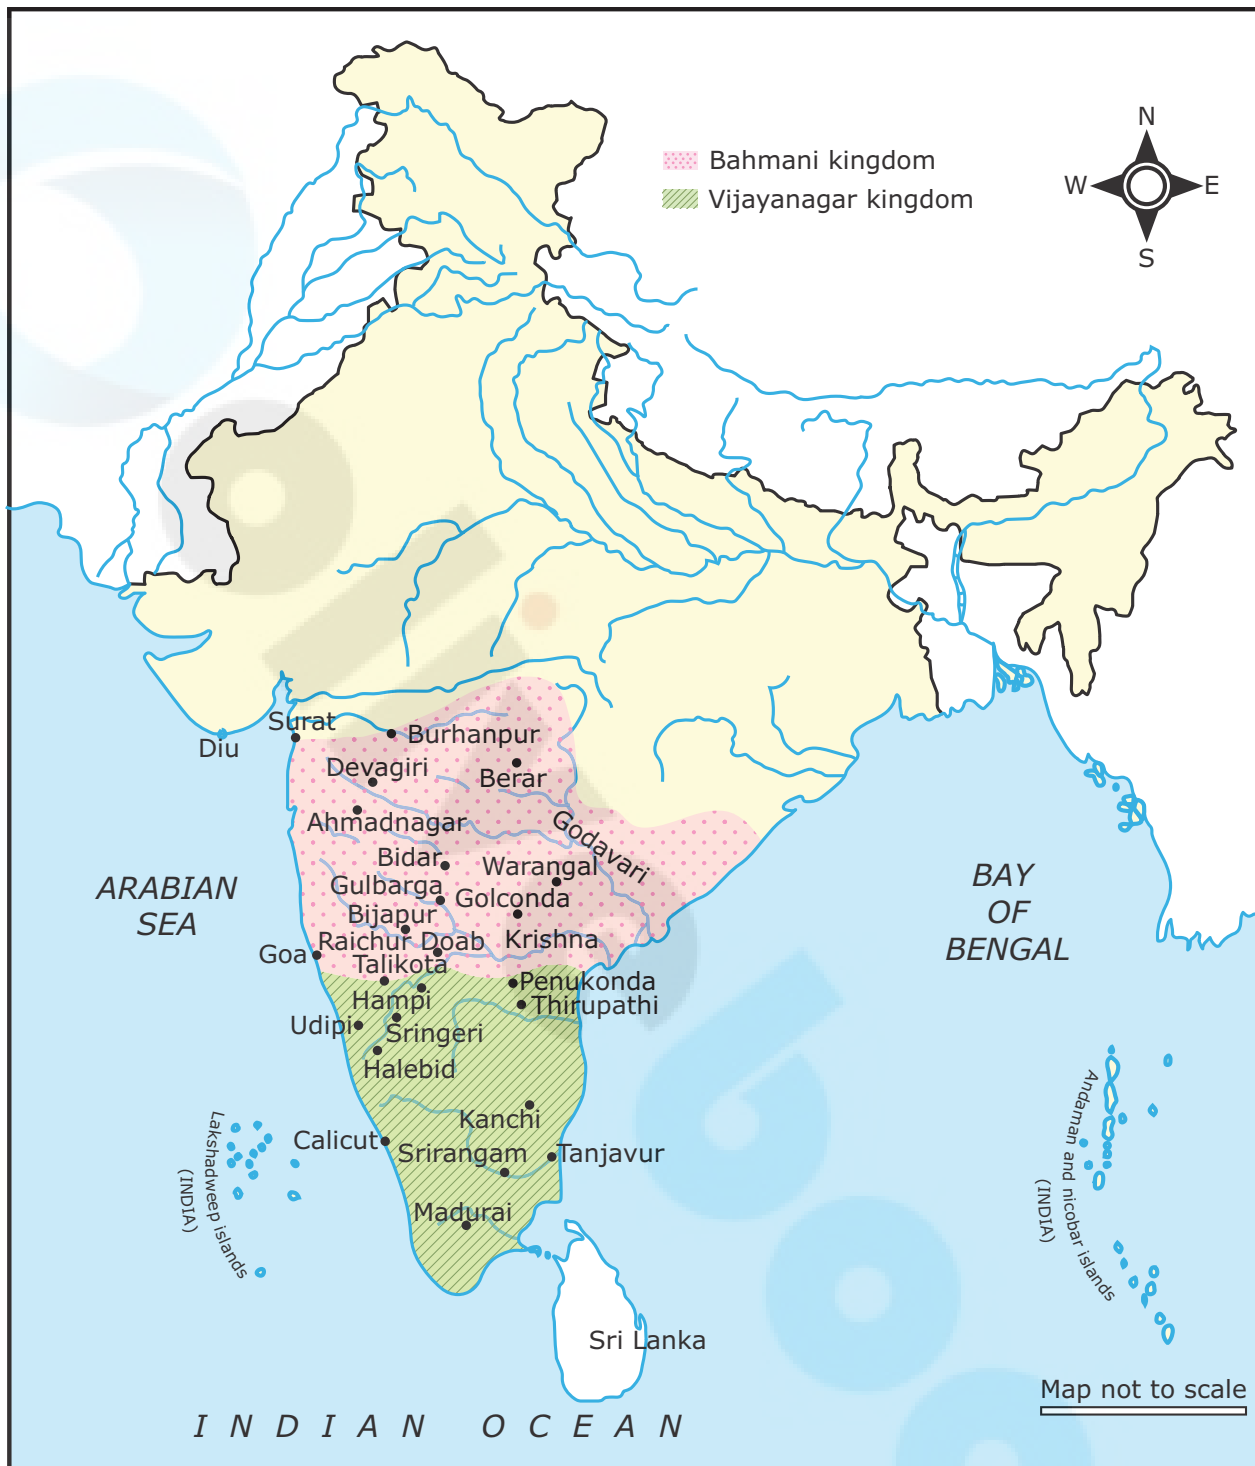 N
Bahmani kingdom
W
E
Vijayanagar kingdom
S
Surat
Diu
Burhanpur
Devagiri
Berar
Ahmadnagar
Godavari
Bidar
Warangal
Gulbarga
Golconda
Bijapur
Raichur Doab
Krishna
Goa
Talikota
Penukonda
Hampi
Thirupathi
Udipi
Sringeri
Halebid
Kanchi
Calicut
Srirangam
Tanjavur
Madurai
ARABIAN
SEA
BAY
OF
BENGAL
Lakshadweep islands
(INDIA)
Andaman and nicobar islands
(INDIA)
Sri Lanka
Map not to scale
INDIAN OCEAN